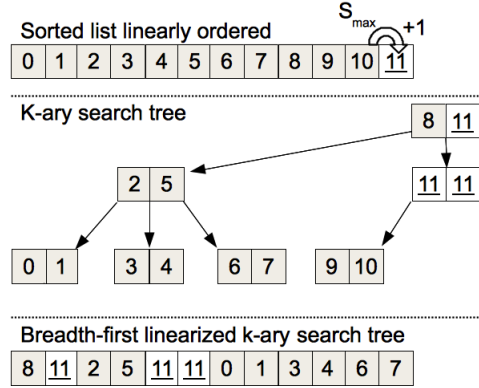 Sorted list linearly ordered
Smax +1
0 1 2 3 4 5 6 7 8 9 10 11
K-ary search tree
8 11
2 5 11 11
0 1 3 4 6 7 9 10
Breadth-first linearized k-ary search tree
8 11 2 5 11 11 0 1 3 4 6 7